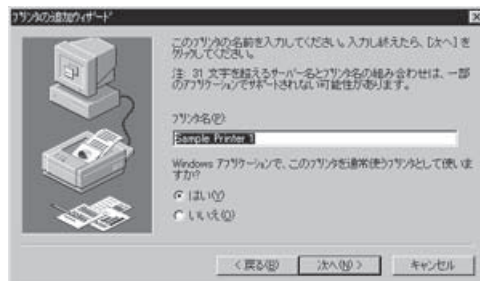 プリンタの追加ウィザード
このプリンタの名前を入力してください。入力し終えたら、[次へ] を
クリックしてください。
注: 31 文字を超えるサーバー名とプリンタ名の組み合わせは、一部
のアプリケーションでサポートされない可能性があります。
プリンタ名(P):
Sample Printer 1
Windows アプリケーションで、このプリンタを通常使うプリンタとして使いま
すか?
はい(Y)
いいえ(O)
< 戻る(B)
次へ(N) >
キャンセル